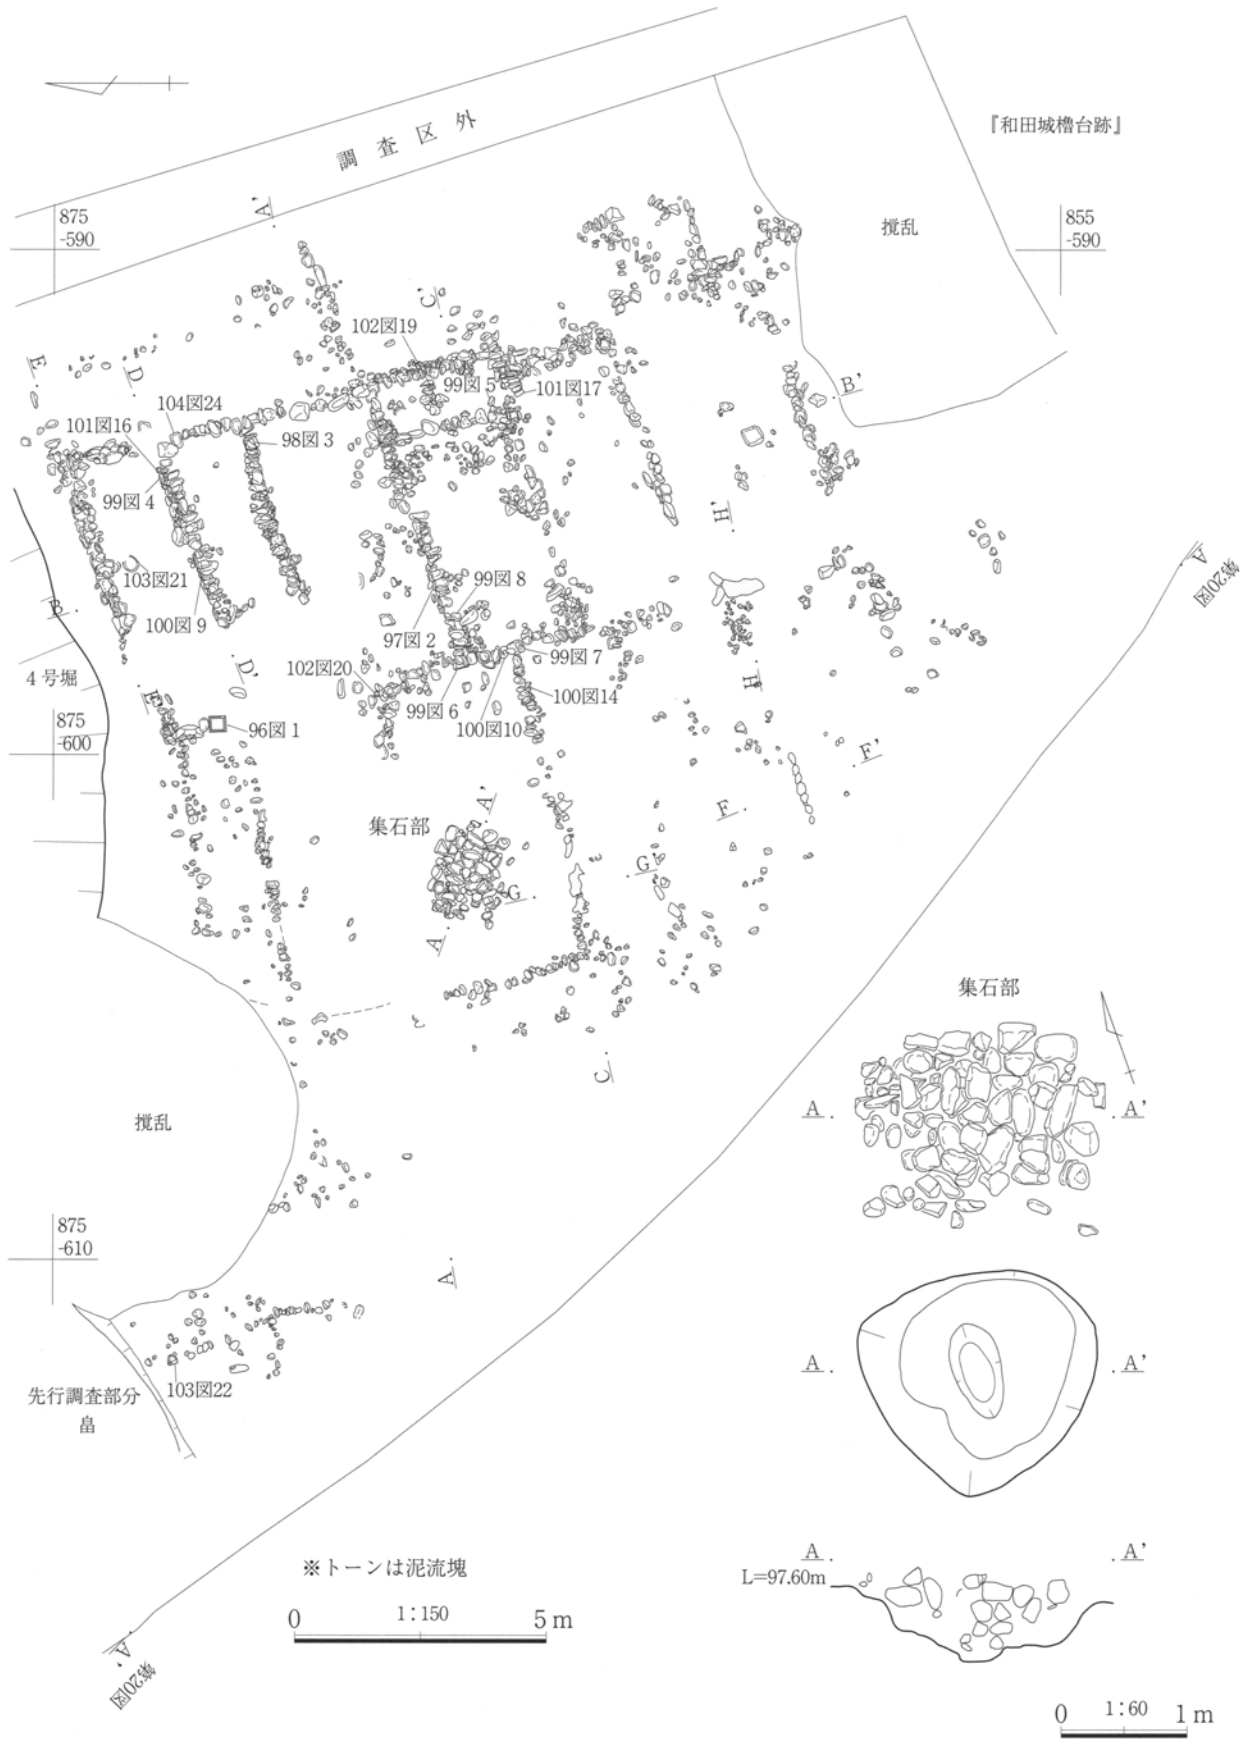 調査区外
『和田城櫓台跡』
875
-590
A'
攪乱
855
-590
C'
102図19
E
D
99図5
101図17
B'
104図24
101図16
98図3
99図4
H'
A
第20図
103図21
99図8
B
100図9
97図2
99図7
4号堀
D'
102図20
H
100図14
E'
99図6
100図10
875
-600
96図1
F'
A'
F
集石部
G'
G
A
集石部
C
A
A'
攪乱
875
-610
A
A
A'
103図22
先行調査部分
畠
A
A'
L=97.60m
※トーンは泥流塊
0
1:150
5m
A'
第20図
0
1:60
1m